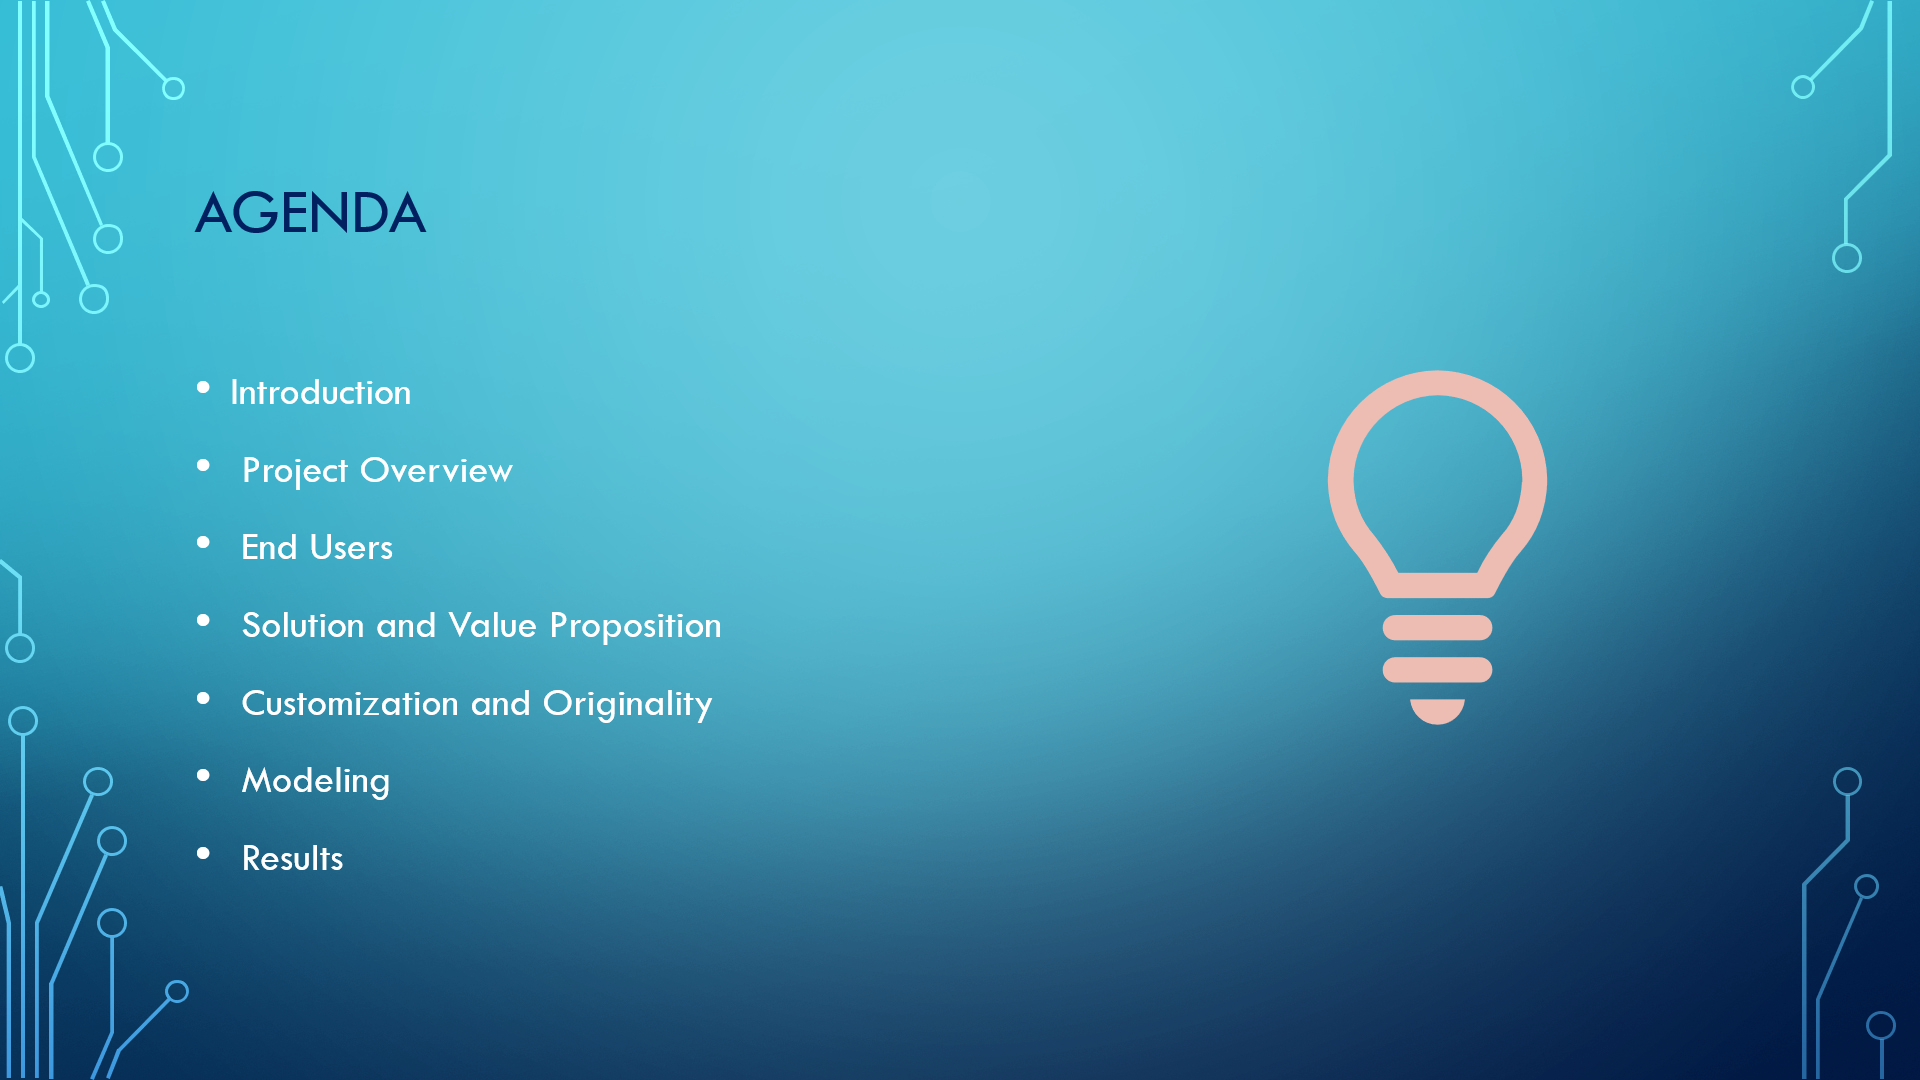 AGENDA
• Introduction
• Project Overview
• End Users
• Solution and Value Proposition
• Customization and Originality
• Modeling
• Results